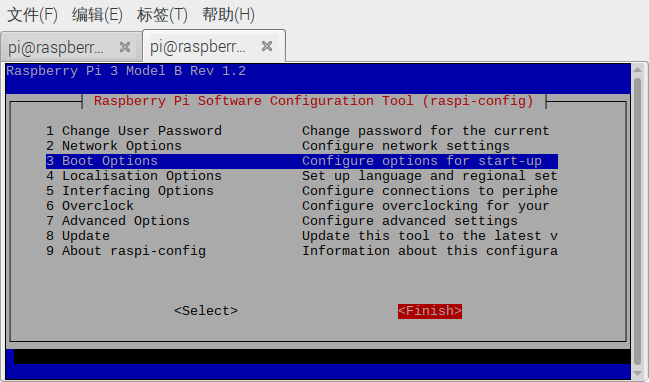 文件(F) 编辑(E) 标签(T) 帮助(H)
pi@raspberr... pi@raspberr...
Raspberry Pi 3 Model B Rev 1.2
Raspberry Pi Software Configuration Tool (raspi-config)
1 Change User Password Change password for the current
2 Network Options Configure network settings
3 Boot Options Configure options for start-up
4 Localisation Options Set up language and regional set
5 Interfacing Options Configure connections to periphe
6 Overclock Configure overclocking for your
7 Advanced Options Configure advanced settings
8 Update Update this tool to the latest v
9 About raspi-config Information about this configura
<Select> <Finish>